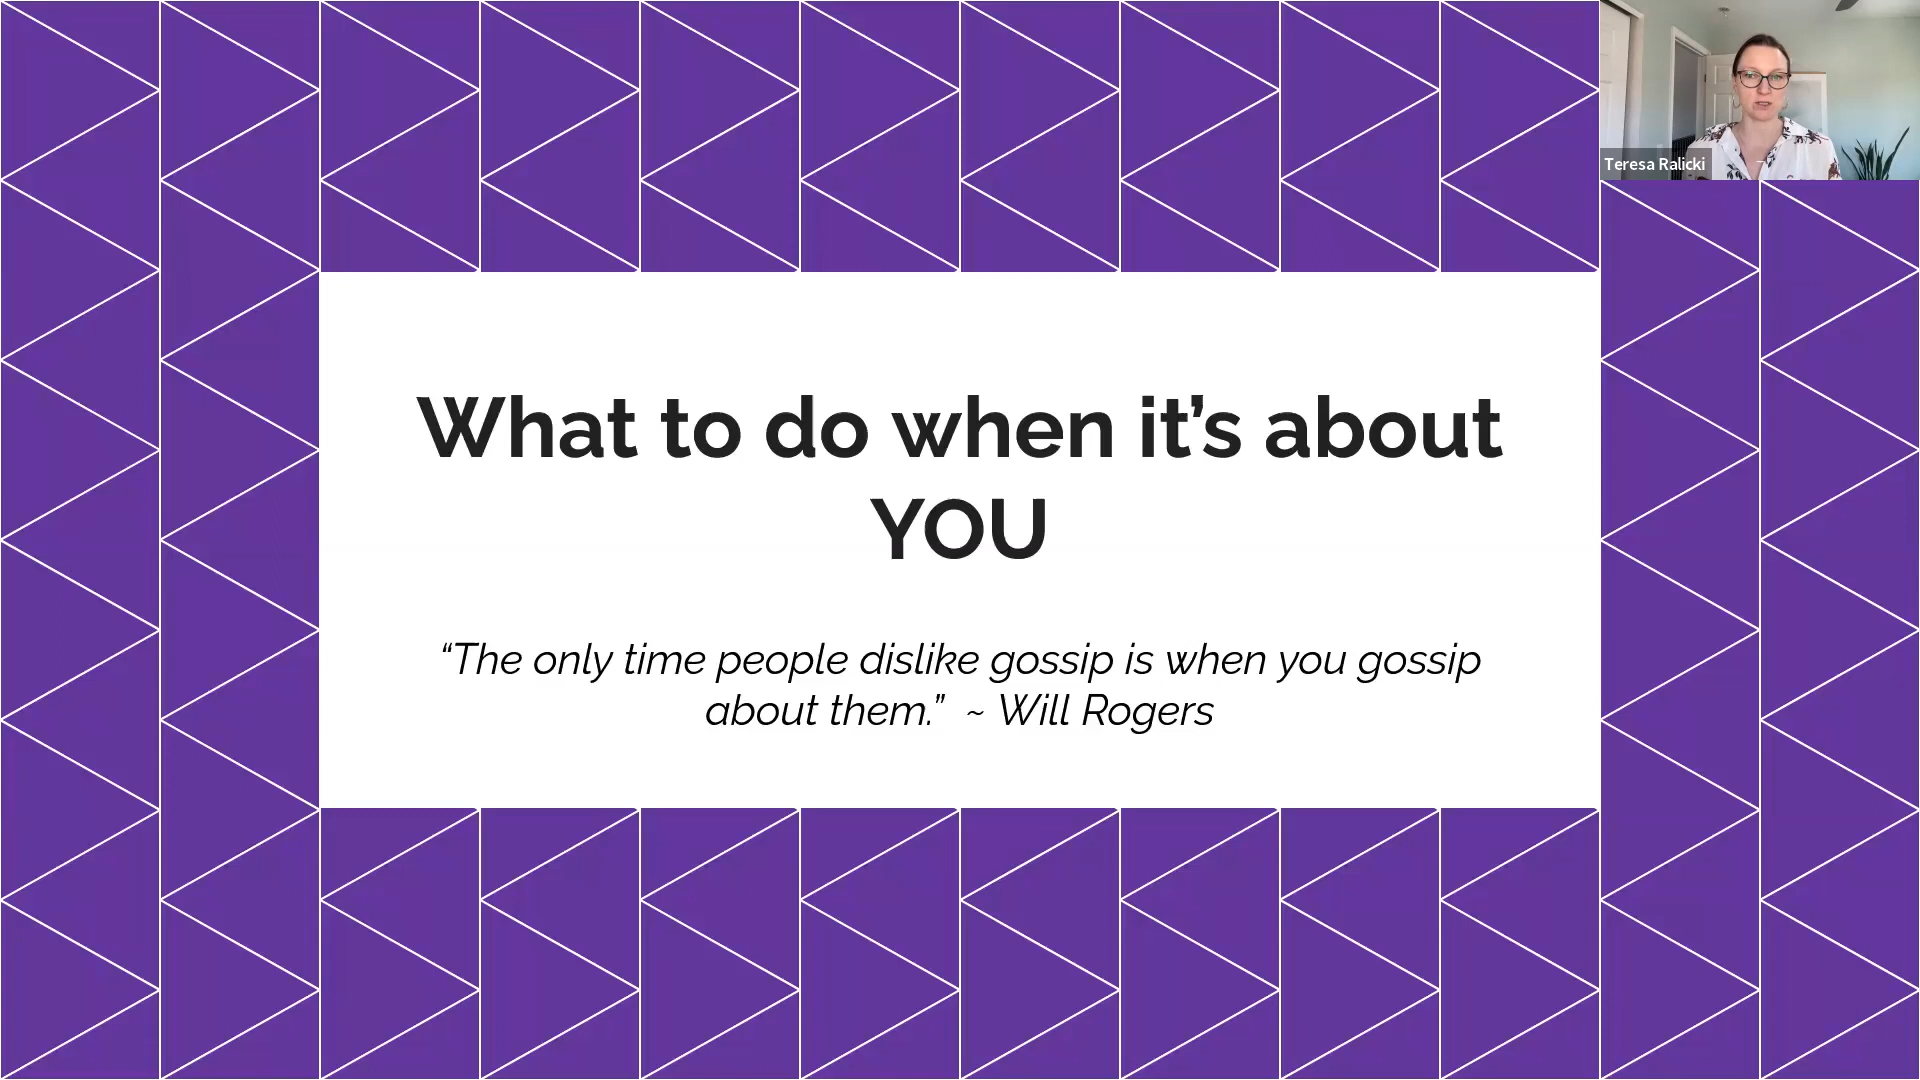 Teresa Ralicki
What to do when it’s about
YOU
“The only time people dislike gossip is when you gossip
about them.”  ~ Will Rogers